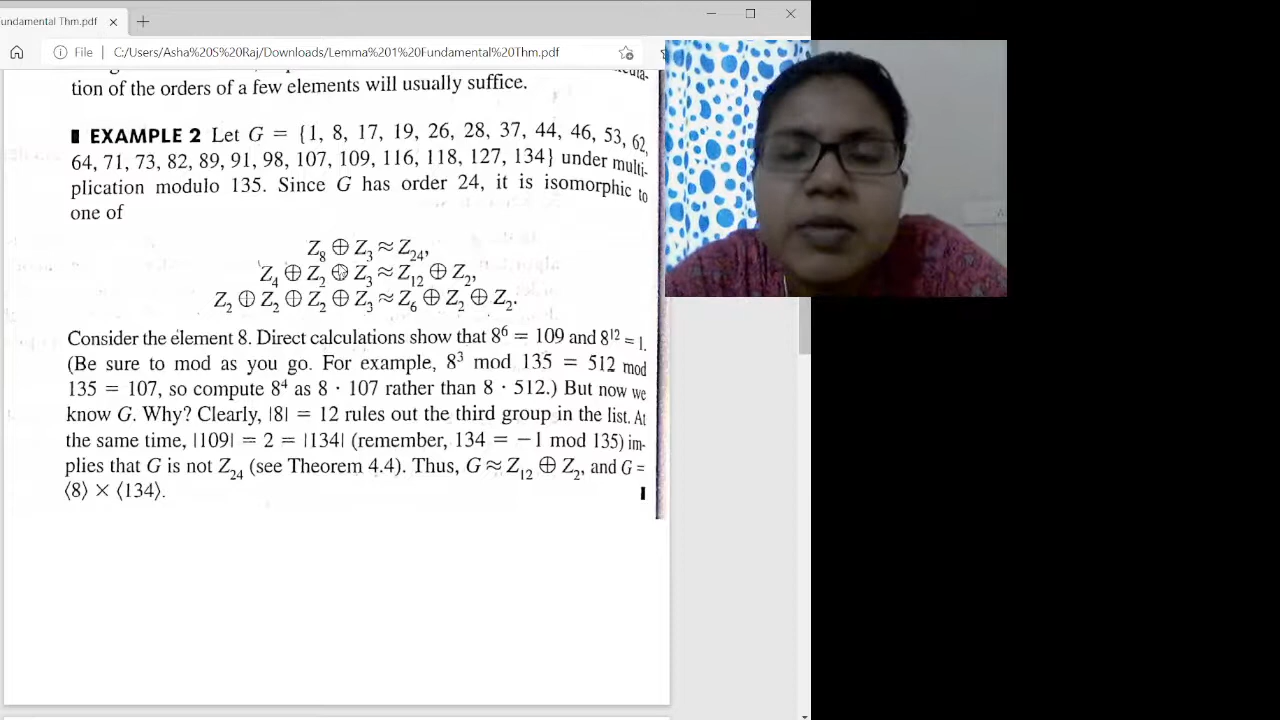 undamental Thm.pdf
File | C:/Users/Asha%20S%20Raj/Downloads/Lemma%201%20Fundamental%20Thm.pdf
tion of the orders of a few elements will usually suffice.
EXAMPLE 2 Let G = {1, 8, 17, 19, 26, 28, 37, 44, 46, 53, 62,
64, 71, 73, 82, 89, 91, 98, 107, 109, 116, 118, 127, 134} under multi-
plication modulo 135. Since G has order 24, it is isomorphic to
one of
Z₈ ⊕ Z₃ ≈ Z₂₄,
Z₄ ⊕ Z₂ ⊕ Z₃ ≈ Z₁₂ ⊕ Z₂,
Z₂ ⊕ Z₂ ⊕ Z₂ ⊕ Z₃ ≈ Z₆ ⊕ Z₂ ⊕ Z₂.
Consider the element 8. Direct calculations show that 8⁶ = 109 and 8¹² = 1.
(Be sure to mod as you go. For example, 8³ mod 135 = 512 mod
135 = 107, so compute 8⁴ as 8 · 107 rather than 8 · 512.) But now we
know G. Why? Clearly, |8| = 12 rules out the third group in the list. At
the same time, |109| = 2 = |134| (remember, 134 = −1 mod 135) im-
plies that G is not Z₂₄ (see Theorem 4.4). Thus, G ≈ Z₁₂ ⊕ Z₂, and G =
⟨8⟩ × ⟨134⟩.